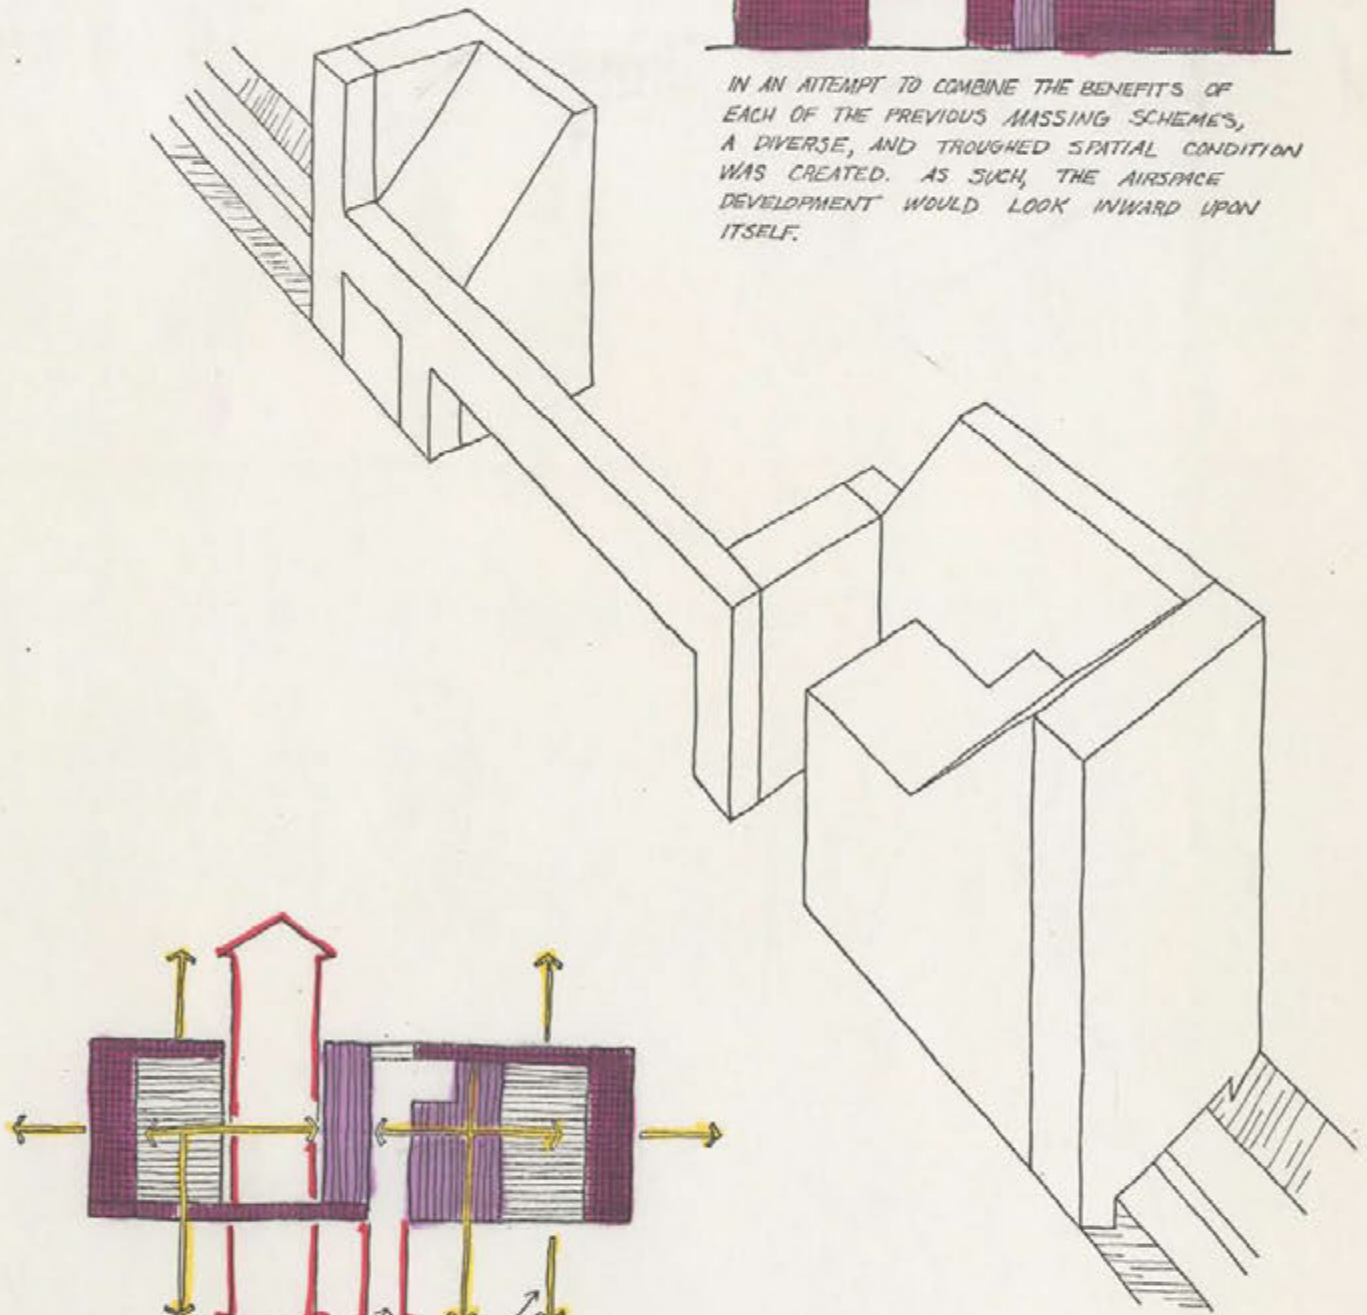 IN AN ATTEMPT TO COMBINE THE BENEFITS OF
EACH OF THE PREVIOUS MASSING SCHEMES,
A DIVERSE, AND TROUGHED SPATIAL CONDITION
WAS CREATED. AS SUCH, THE AIRSPACE
DEVELOPMENT WOULD LOOK INWARD UPON
ITSELF.